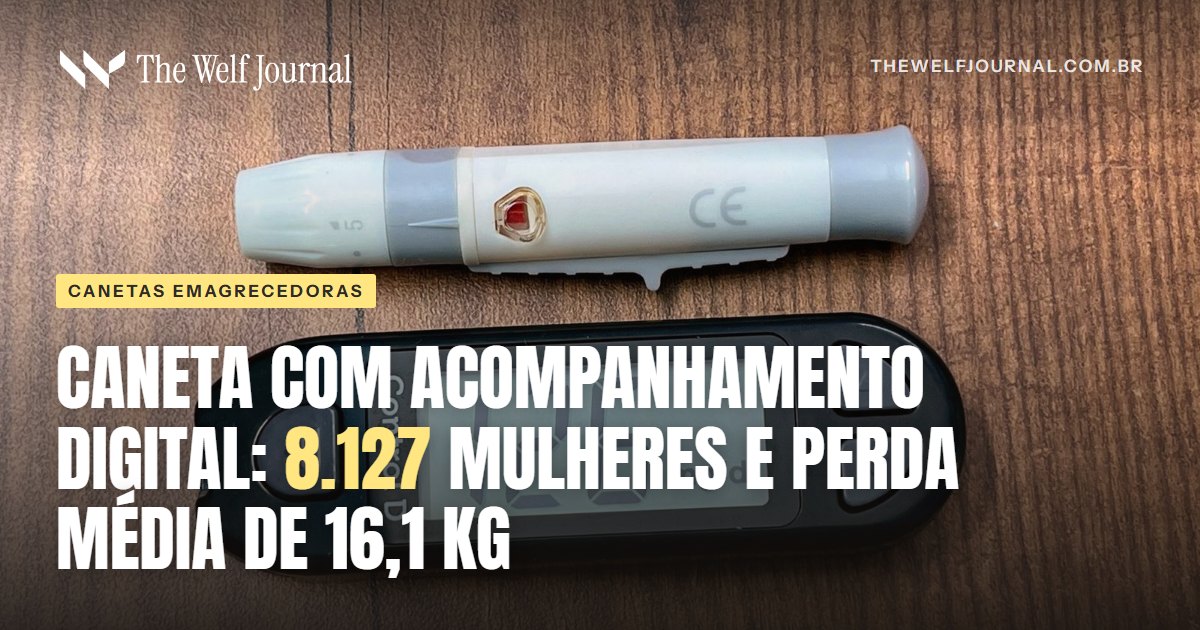 The Welf Journal
THEWELFJOURNAL.COM.BR
5
CE
CANETAS EMAGRECEDORAS
CANETA COM ACOMPANHAMENTO
DIGITAL: 8.127 MULHERES E PERDA
MÉDIA DE 16,1 KG